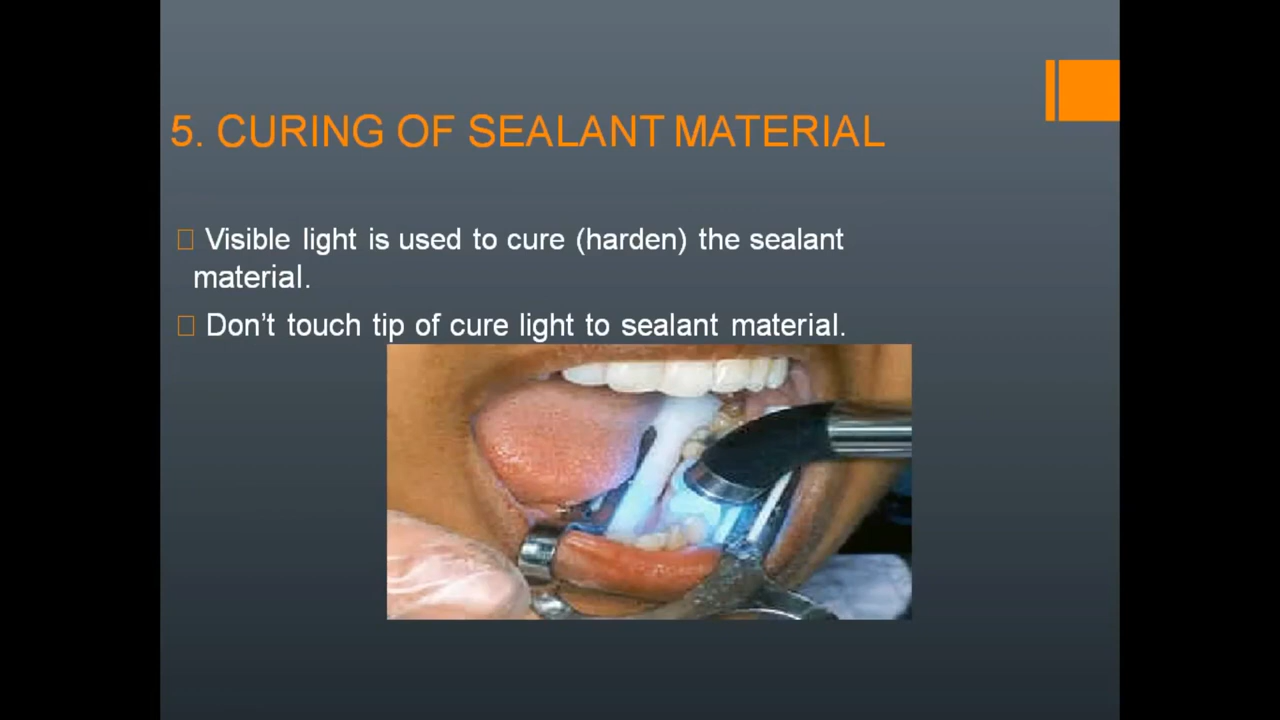 5. CURING OF SEALANT MATERIAL
Visible light is used to cure (harden) the sealant
material.
Don’t touch tip of cure light to sealant material.